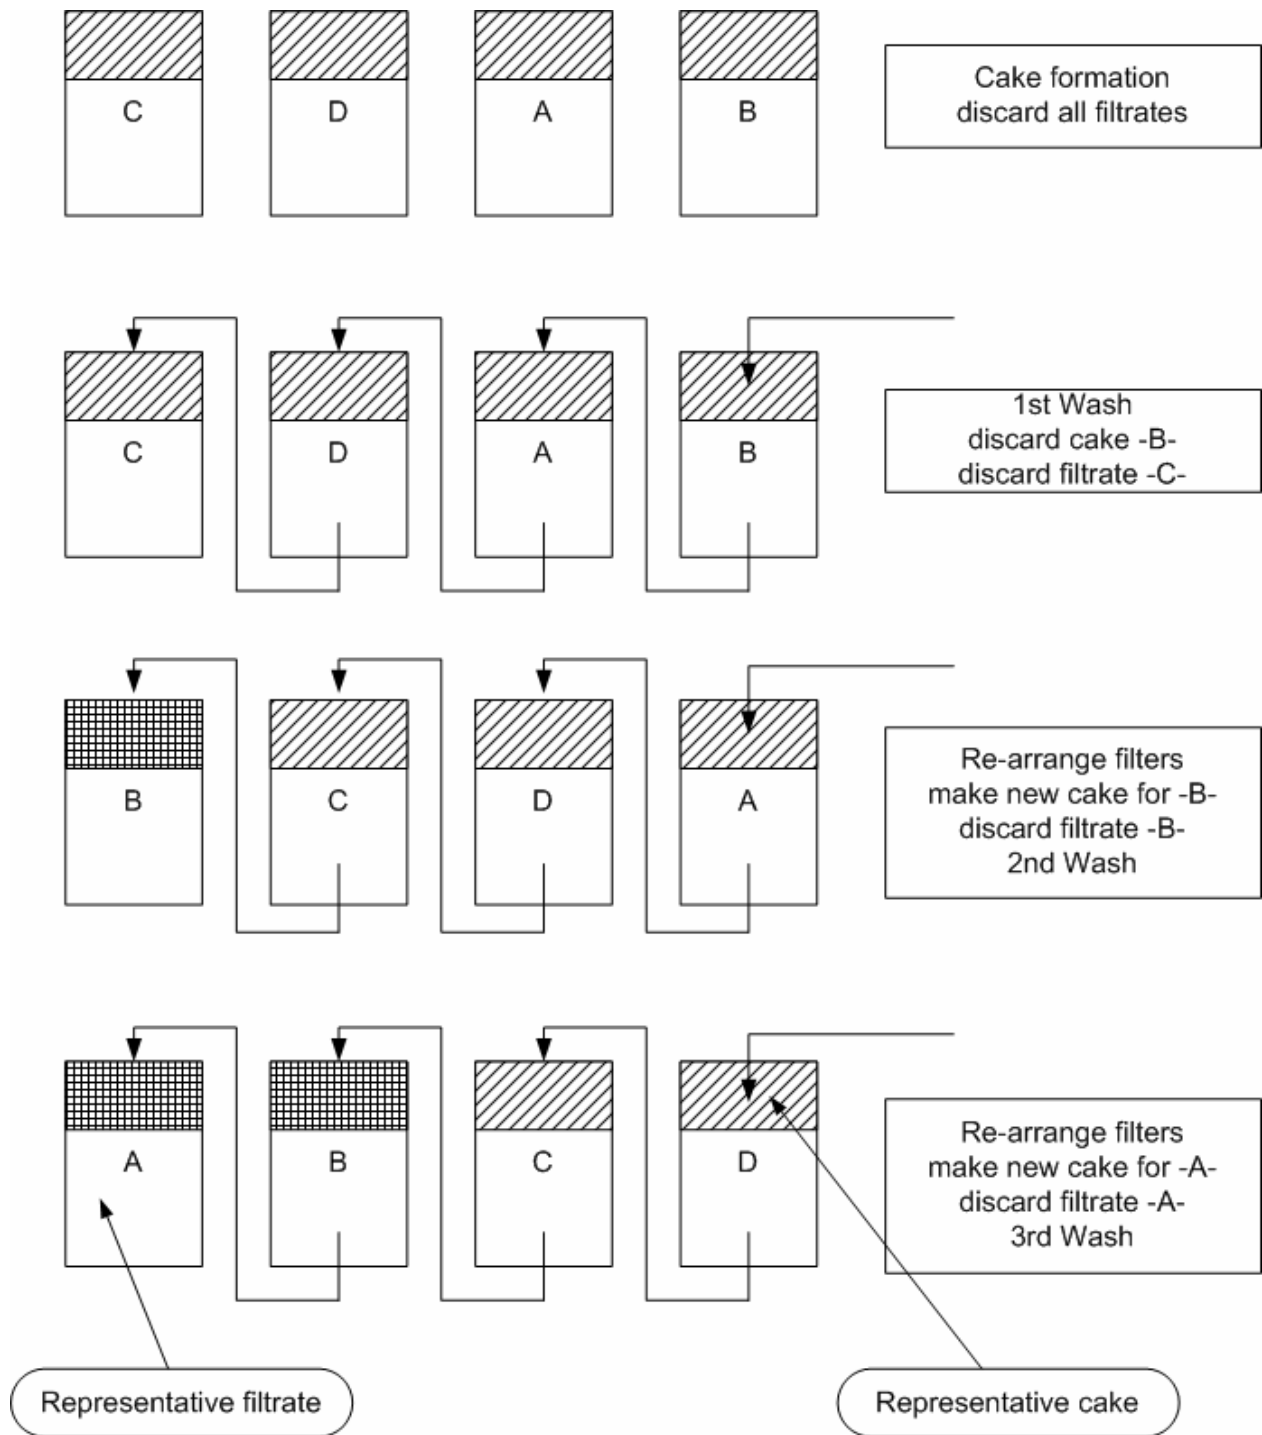 C
D
A
B
Cake formation
discard all filtrates
C
D
A
B
1st Wash
discard cake -B-
discard filtrate -C-
B
C
D
A
Re-arrange filters
make new cake for -B-
discard filtrate -B-
2nd Wash
A
B
C
D
Re-arrange filters
make new cake for -A-
discard filtrate -A-
3rd Wash
Representative filtrate
Representative cake